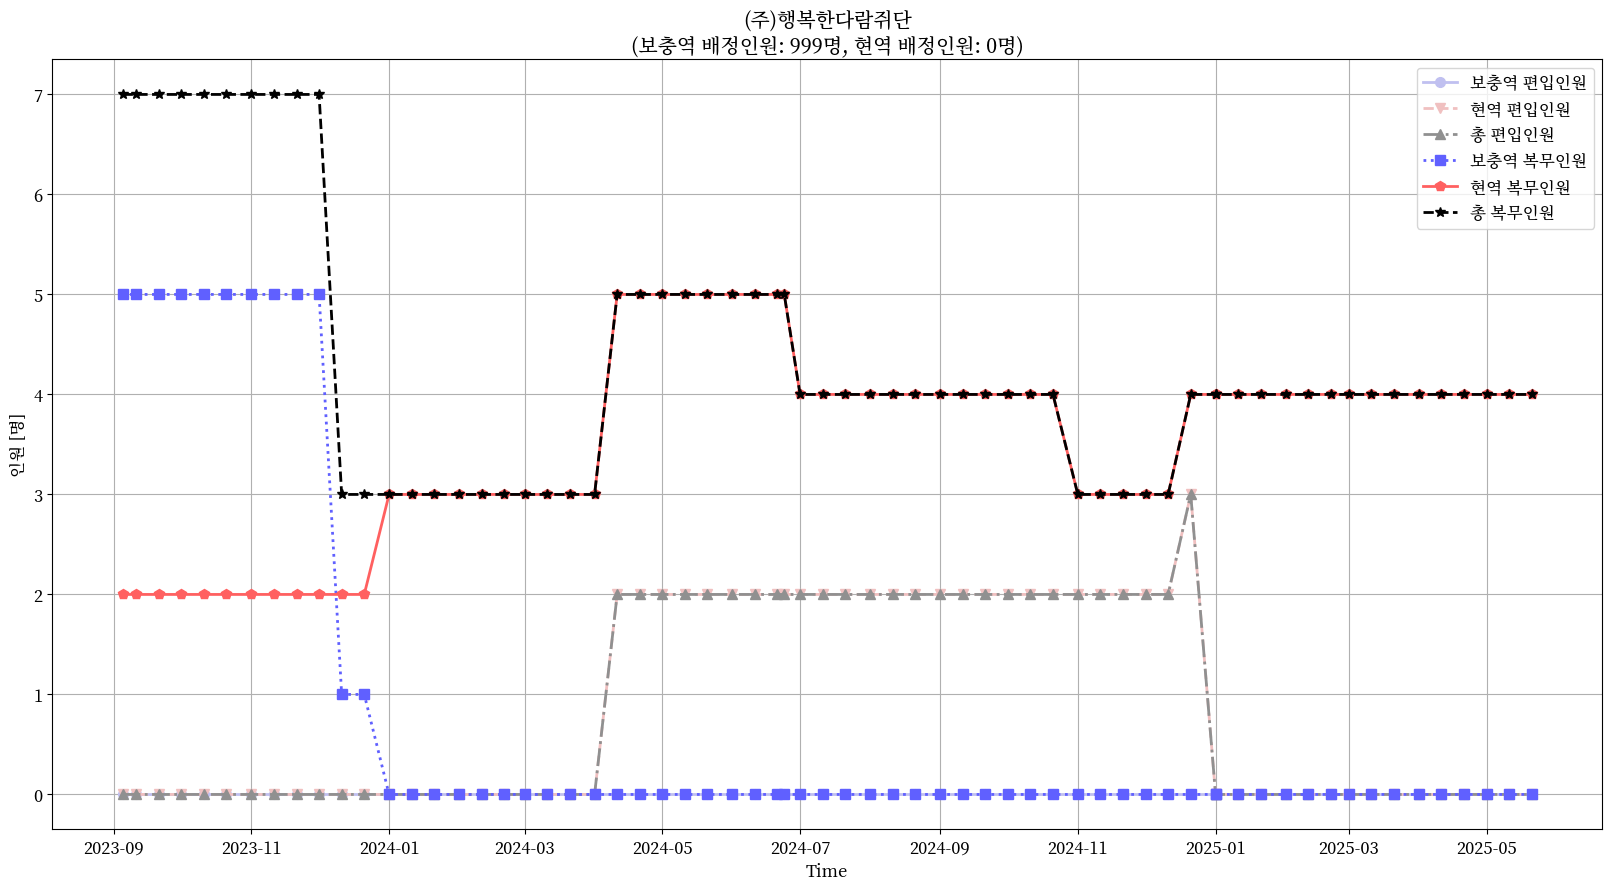 (주)행복한다람쥐단
(보충역 배정인원: 999명, 현역 배정인원: 0명)
보충역 편입인원
현역 편입인원
총 편입인원
보충역 복무인원
현역 복무인원
총 복무인원
인원 [명]
7
6
5
4
3
2
1
0
2023-09 2023-11 2024-01 2024-03 2024-05 2024-07 2024-09 2024-11 2025-01 2025-03 2025-05
Time